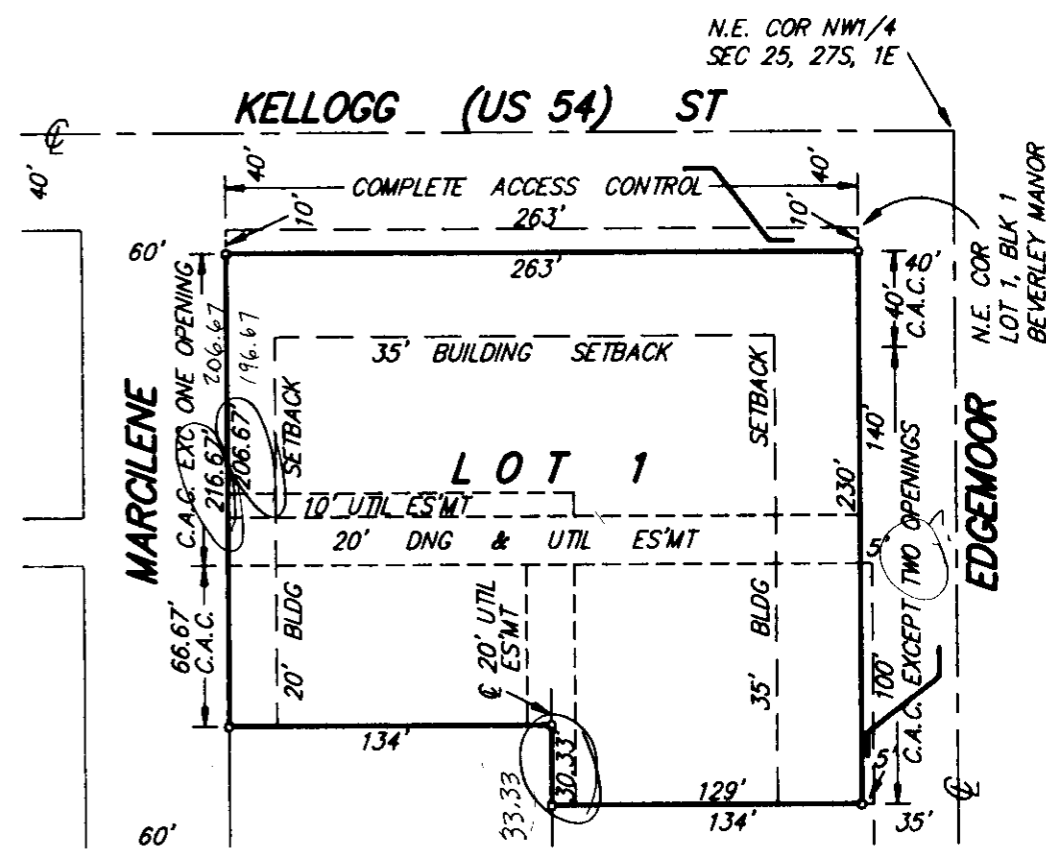 N.E. COR NW1/4
SEC 25, 27S, 1E
KELLOGG (US 54) ST
℄
40'
40'
40'
COMPLETE ACCESS CONTROL
10'
263'
10'
60'
263'
40'
N.E. COR
LOT 1, BLK 1
BEVERLEY MANOR
40'
C.A.C.
C.A.C. EXC ONE OPENING
206.67
196.67
216.67'
206.67'
35' BUILDING SETBACK
SETBACK
SETBACK
MARCILENE
LOT 1
140'
230'
EDGEMOOR
10' UTIL ES'MT
20' DNG & UTIL ES'MT
5'
C.A.C. EXCEPT TWO OPENINGS
66.67'
C.A.C.
20' BLDG
℄ 20' UTIL
ES'MT
35' BLDG
100'
134'
30.33'
33.33
129'
5'
℄
134'
35'
60'